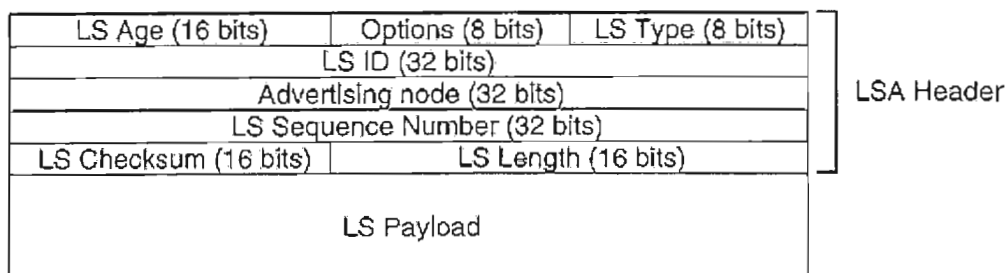 LS Age (16 bits) Options (8 bits) LS Type (8 bits)
LS ID (32 bits)
Advertising node (32 bits)
LSA Header
LS Sequence Number (32 bits)
LS Checksum (16 bits) LS Length (16 bits)
LS Payload